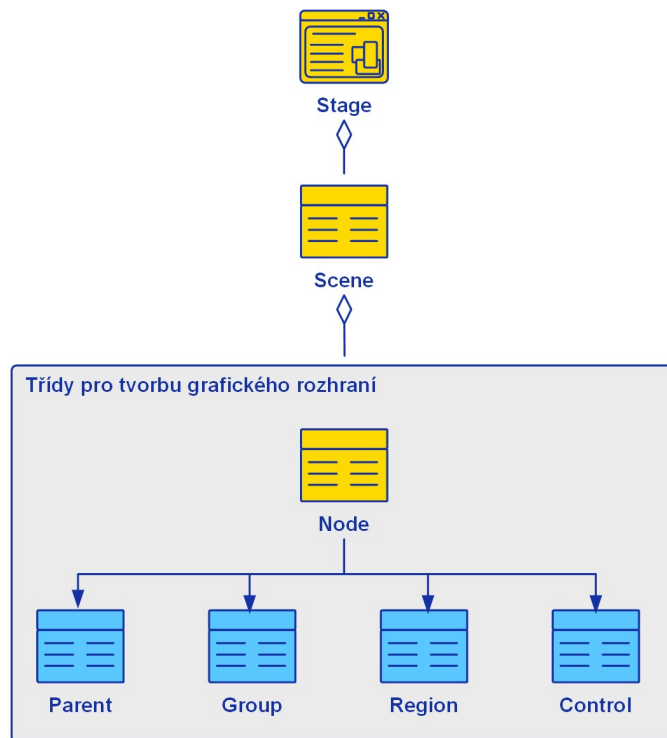 Stage
Scene
Třídy pro tvorbu grafického rozhraní
Node
Parent
Group
Region
Control